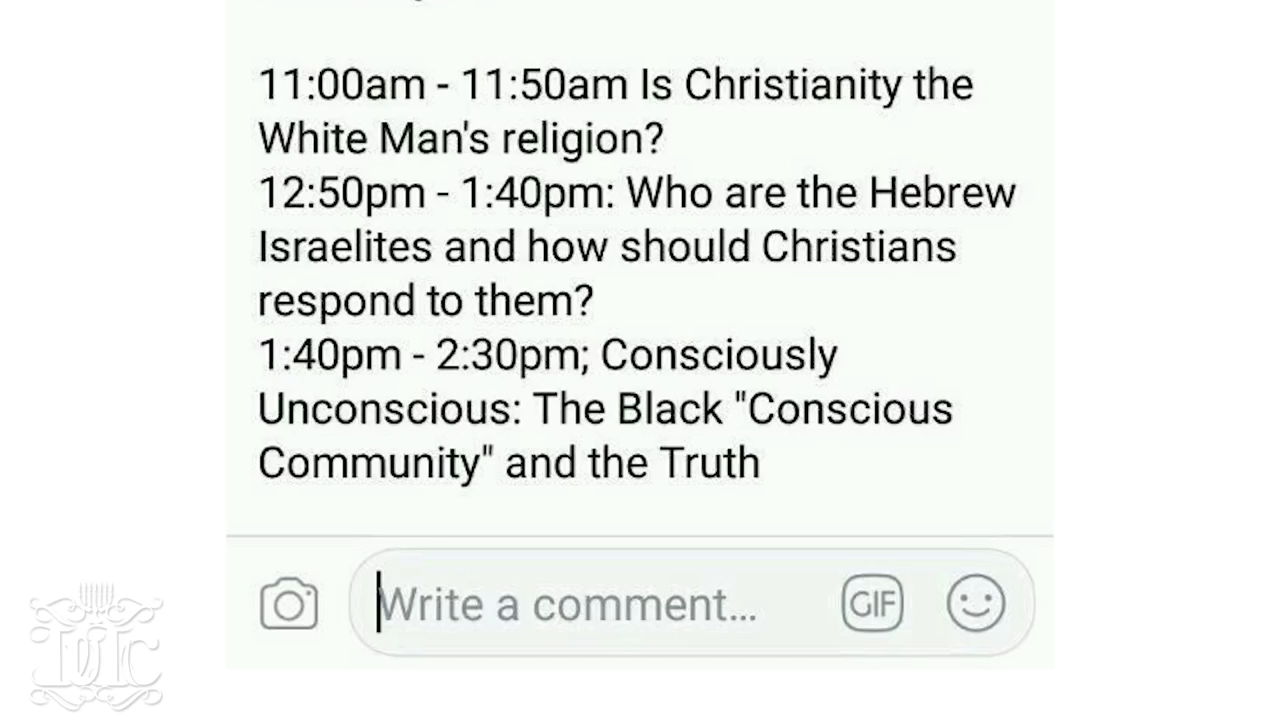 11:00am - 11:50am Is Christianity the
White Man's religion?
12:50pm - 1:40pm: Who are the Hebrew
Israelites and how should Christians
respond to them?
1:40pm - 2:30pm; Consciously
Unconscious: The Black "Conscious
Community" and the Truth
Write a comment...
GIF
IUIC